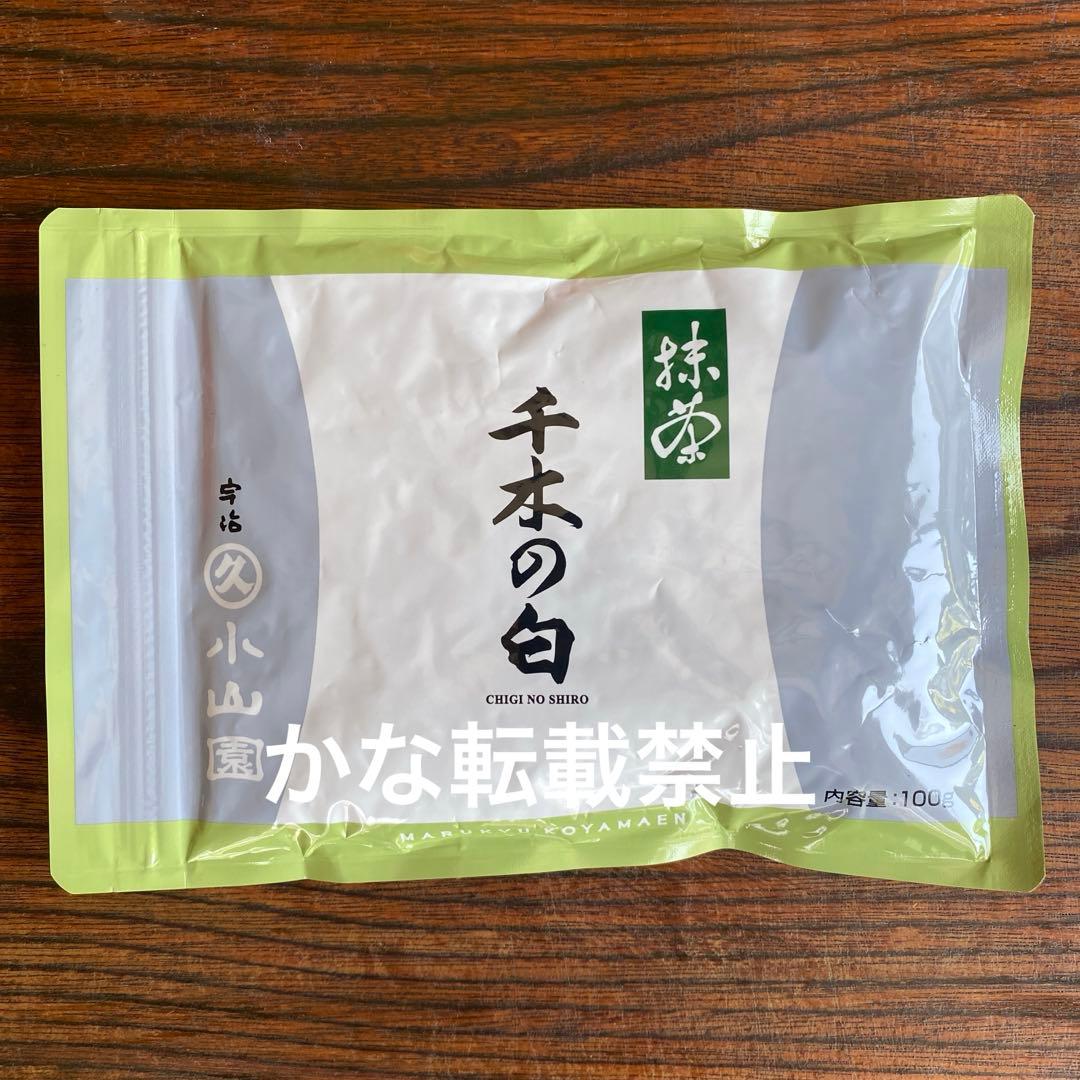 抹茶
千木の白
CHIGI NO SHIRO
宇治
久
小山園
かな転載禁止
内容量:100g
MARUKYU KOYAMAEN